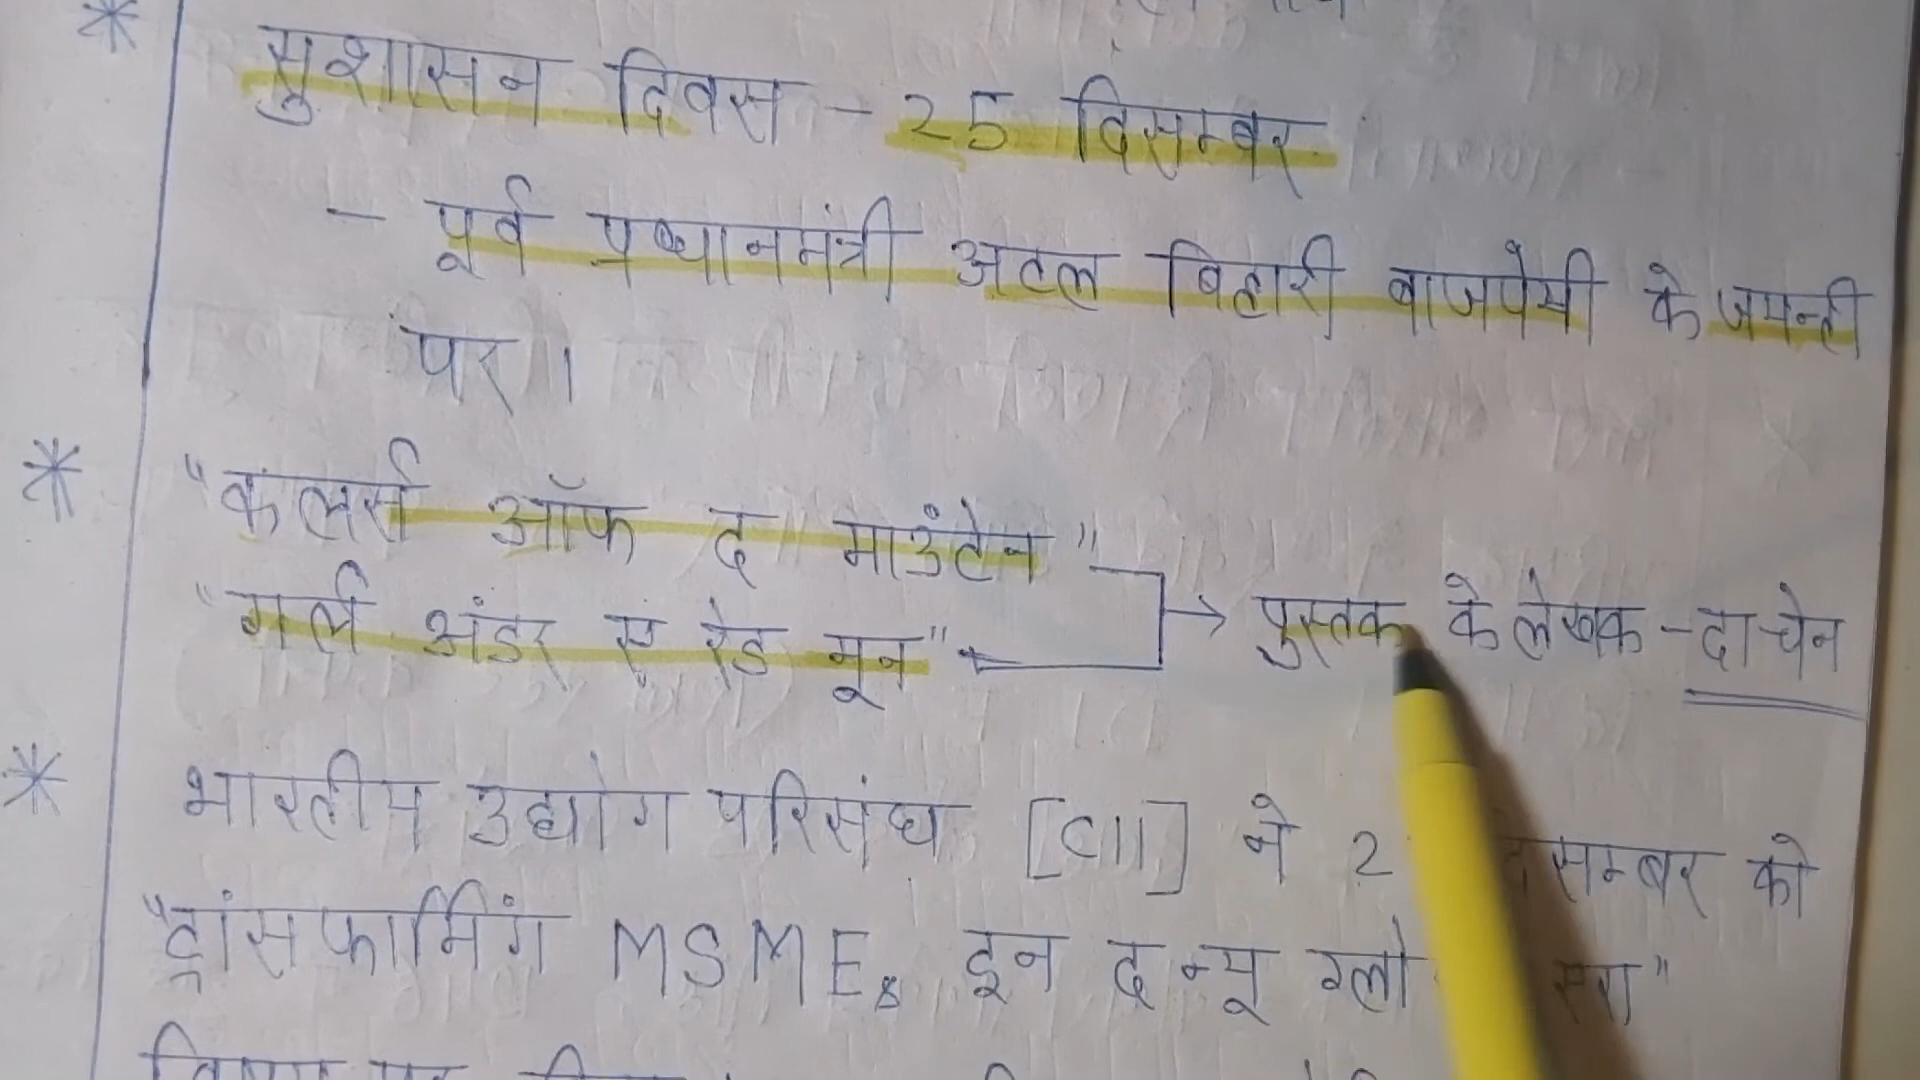 सुशासन दिवस - 25 दिसम्बर
- पूर्व प्रधानमंत्री अटल बिहारी बाजपेयी के जयन्ती
पर ।
"कलर्स ऑफ द माउंटेन"
"गर्ल अंडर ए रेड मून" → पुस्तक के लेखक - दा चेन
भारतीय उद्योग परिसंघ [CII] ने 2 दिसम्बर को
"ट्रांसफार्मिंग MSMEs इन द न्यू